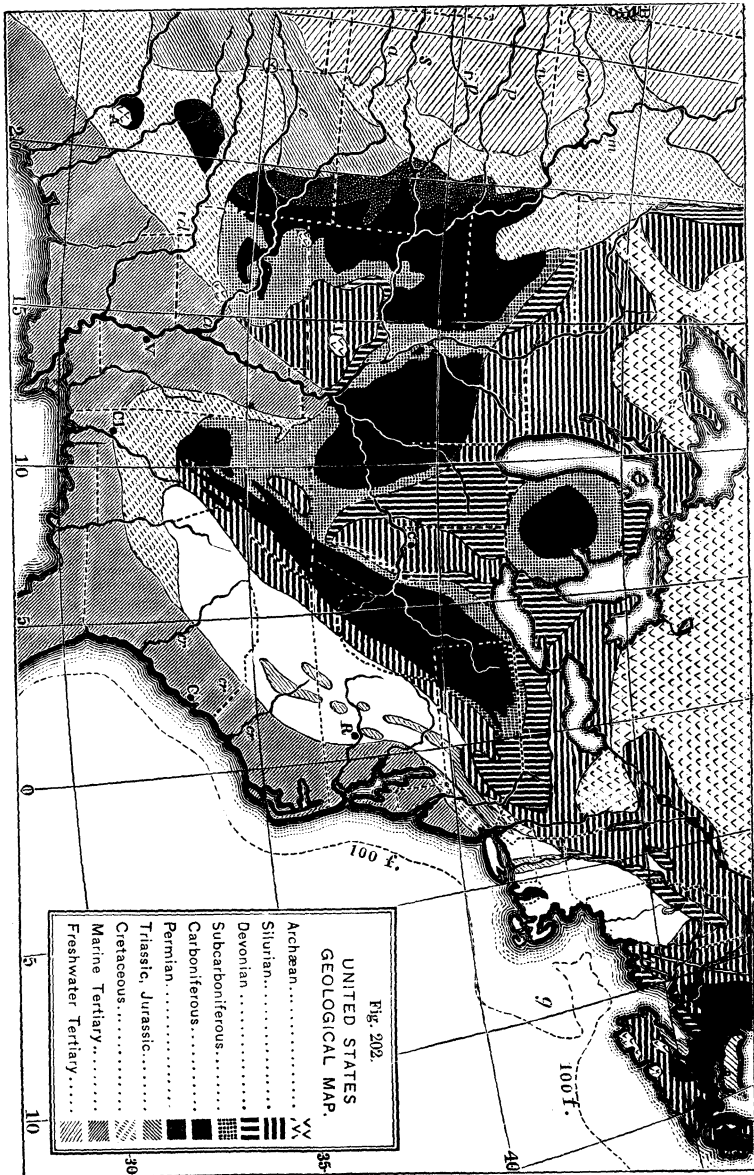 Fig. 202.
UNITED STATES
GEOLOGICAL MAP.
Archæan
Silurian
Devonian
Subcarboniferous
Carboniferous
Permian
Triassic, Jurassic
Cretaceous
Marine Tertiary
Freshwater Tertiary
100 f.
100 f.
g
20
15
10
5
0
5
10
30
35
40
a
s
rp
p
n
w
m
c
V
R
C